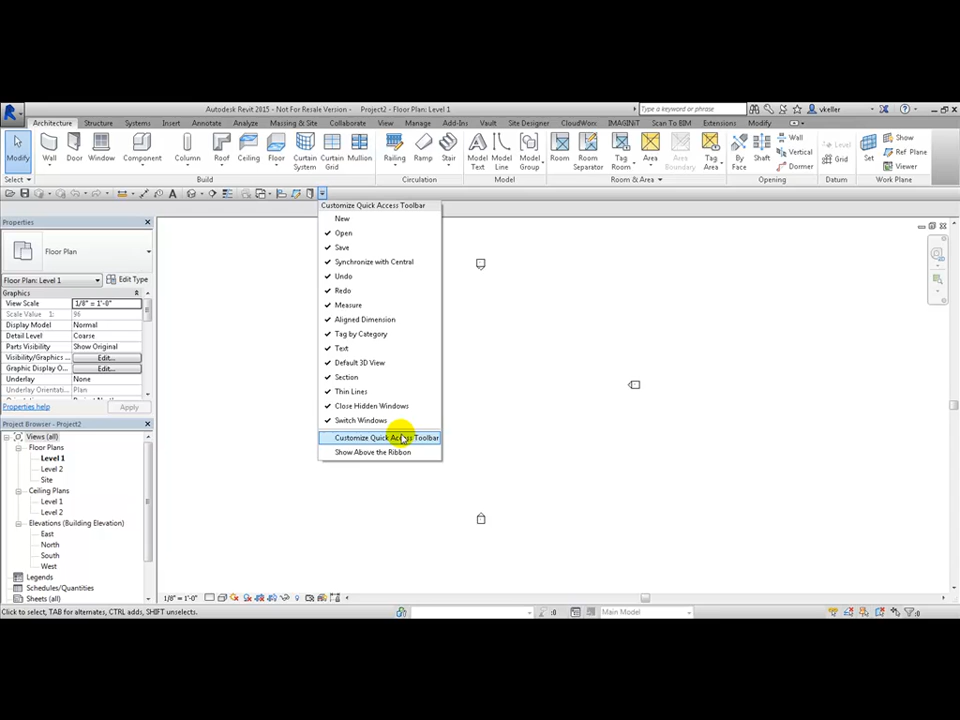 Autodesk Revit 2015 - Not For Resale Version - Project2 - Floor Plan: Level 1
Type a keyword or phrase
vkeller
Architecture Structure Systems Insert Annotate Analyze Massing & Site Collaborate View Manage Add-Ins Vault Site Designer CloudWorx IMAGINiT Scan To BIM Extensions Modify
Modify Wall Door Window Component Column Roof Ceiling Floor Curtain System Curtain Grid Mullion Railing Ramp Stair Model Text Model Line Model Group Room Room Separator Tag Room Area Area Boundary Tag Area By Face Shaft Wall Vertical Dormer Level Grid Set Show Ref Plane Viewer
Select Build Circulation Model Room & Area Opening Datum Work Plane
Customize Quick Access Toolbar
New
Open
Save
Synchronize with Central
Undo
Redo
Measure
Aligned Dimension
Tag by Category
Text
Default 3D View
Section
Thin Lines
Close Hidden Windows
Switch Windows
Customize Quick Access Toolbar
Show Above the Ribbon
Properties
Floor Plan
Floor Plan: Level 1 Edit Type
Graphics
View Scale 1/8" = 1'-0"
Scale Value 1: 96
Display Model Normal
Detail Level Coarse
Parts Visibility Show Original
Visibility/Graphics ... Edit...
Graphic Display O... Edit...
Underlay None
Underlay Orientati... Plan
Properties help Apply
Project Browser - Project2
Views (all)
Floor Plans
Level 1
Level 2
Site
Ceiling Plans
Level 1
Level 2
Elevations (Building Elevation)
East
North
South
West
Legends
Schedules/Quantities
Sheets (all)
1/8" = 1'-0"
Click to select, TAB for alternates, CTRL adds, SHIFT unselects.
:0
Main Model
:0